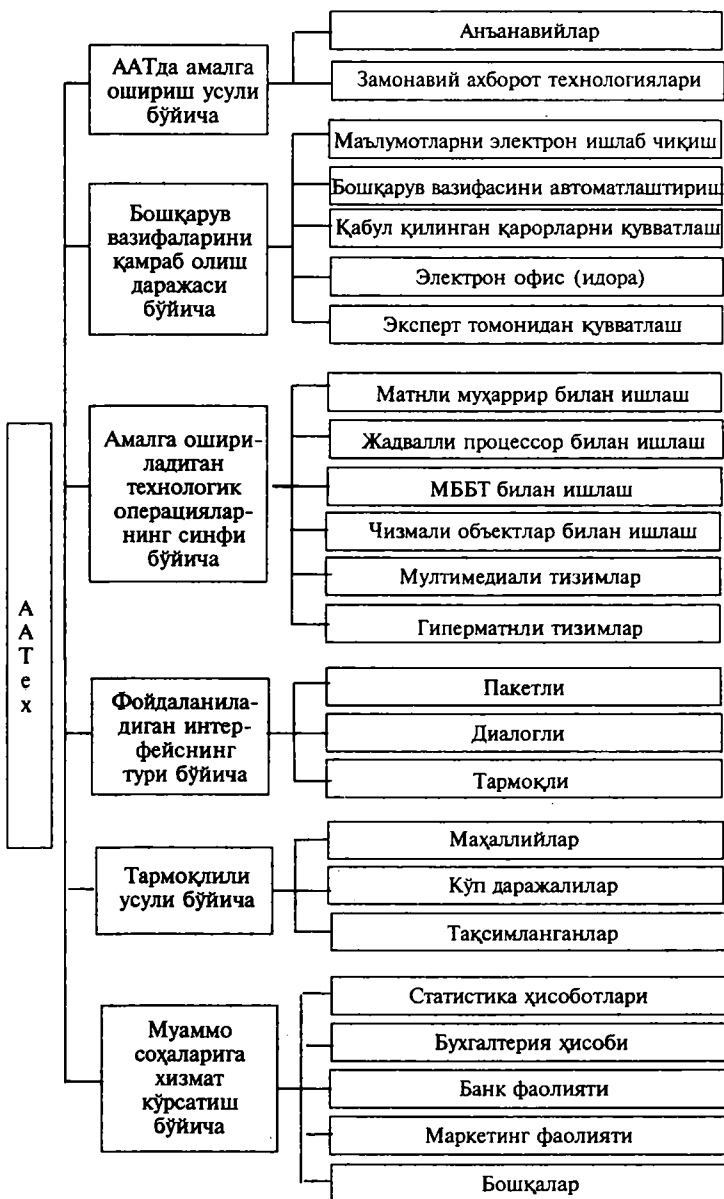 ААТех
ААТда амалга
ошириш усули
бўйича
Анъанавийлар
Замонавий ахборот технологиялари
Бошқарув
вазифаларини
қамраб олиш
даражаси
бўйича
Маълумотларни электрон ишлаб чиқиш
Бошқарув вазифасини автоматлаштириш
Қабул қилинган қарорларни қувватлаш
Электрон офис (идора)
Эксперт томонидан қувватлаш
Амалга ошири-
ладиган
технологик
операцияляр-
нинг синфи
бўйича
Матнли муҳаррир билан ишлаш
Жадвалли процессор билан ишлаш
МББТ билан ишлаш
Чизмали объектлар билан ишлаш
Мултимедиали тизимлар
Гиперматнли тизимлар
Фойдаланила-
диган интер-
фейснинг
тури бўйича
Пакетли
Диалогли
Тармоқли
Тармоқлили
усули бўйича
Маҳаллийлар
Кўп даражалилар
Тақсимланганлар
Муаммо
соҳаларига
хизмат
кўрсатиш
бўйича
Статистика ҳисоботлари
Бухгалтерия ҳисоби
Банк фаолияти
Маркетинг фаолияти
Бошқалар